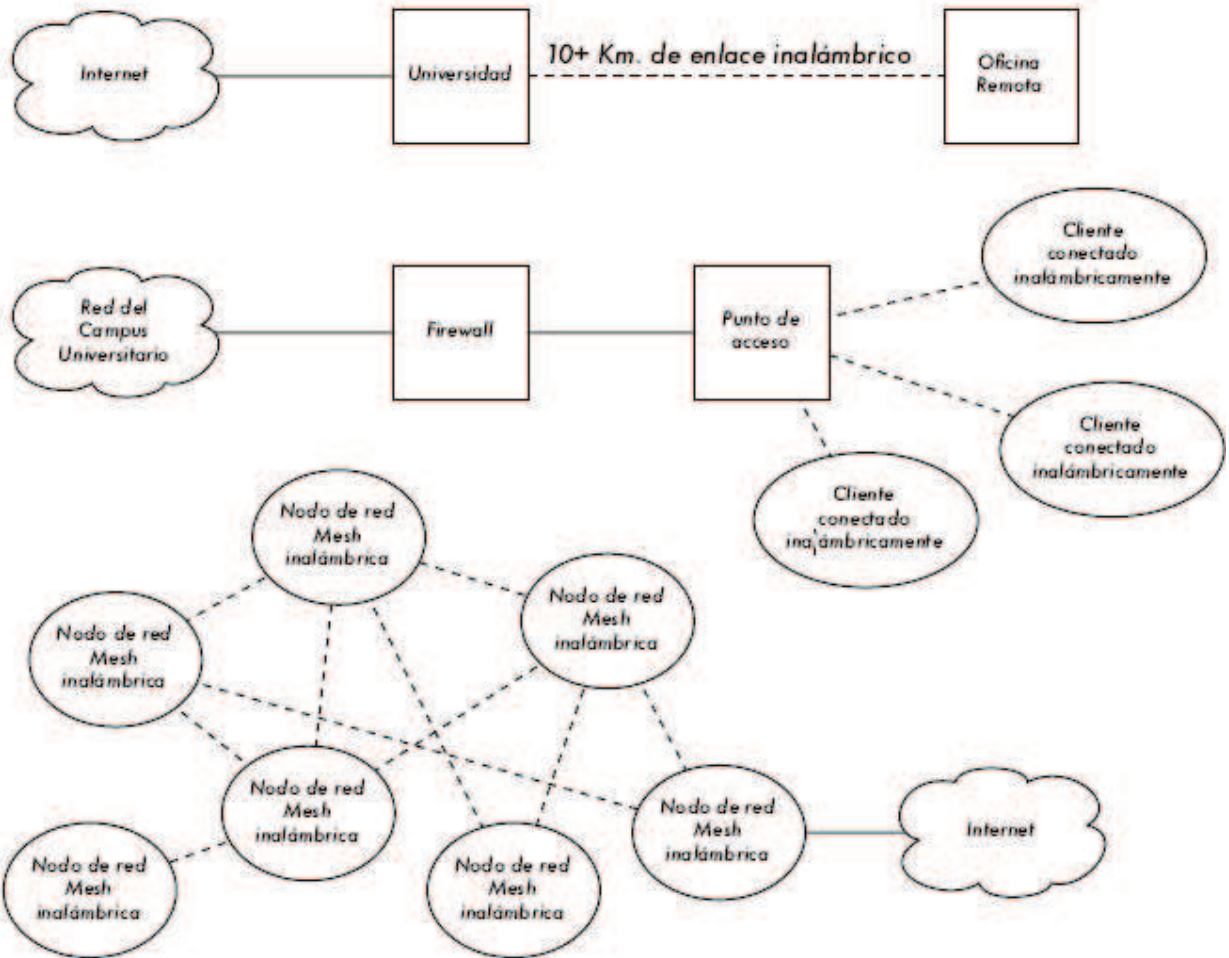 Internet
Universidad
10+ Km. de enlace inalámbrico
Oficina
Remota
Red del
Campus
Universitario
Firewall
Punto de
acceso
Cliente
conectado
inalámbricamente
Cliente
conectado
inalámbricamente
Cliente
conectado
inalámbricamente
Nodo de red
Mesh
inalámbrica
Nodo de red
Mesh
inalámbrica
Nodo de red
Mesh
inalámbrica
Nodo de red
Mesh
inalámbrica
Nodo de red
Mesh
inalámbrica
Nodo de red
Mesh
inalámbrica
Nodo de red
Mesh
inalámbrica
Internet